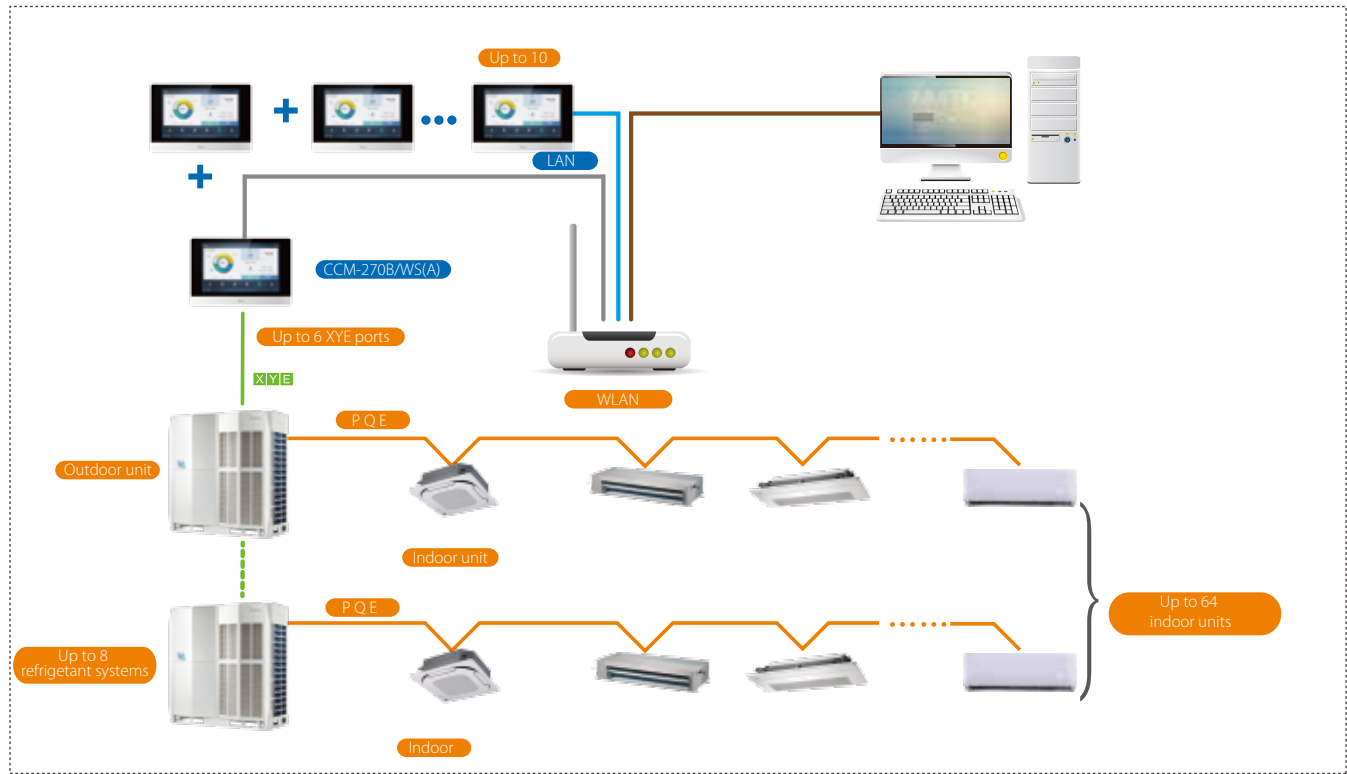 Up to 10
LAN
CCM-270B/WS(A)
Up to 6 XYE ports
X Y E
WLAN
P Q E
Outdoor unit
Indoor unit
P Q E
Up to 64
indoor units
Up to 8
refrigetant systems
Indoor